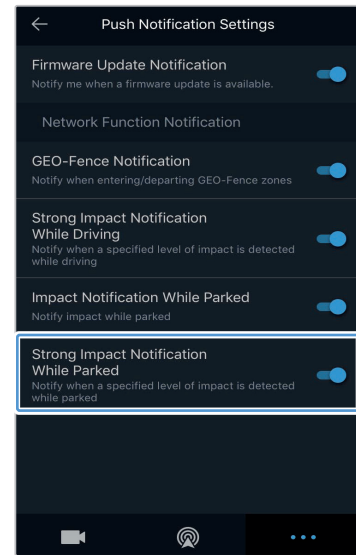 Push Notification Settings
Firmware Update Notification
Notify me when a firmware update is available.
Network Function Notification
GEO-Fence Notification
Notify when entering/departing GEO-Fence zones
Strong Impact Notification
While Driving
Notify when a specified level of impact is detected
while driving
Impact Notification While Parked
Notify impact while parked
Strong Impact Notification
While Parked
Notify when a specified level of impact is detected
while parked